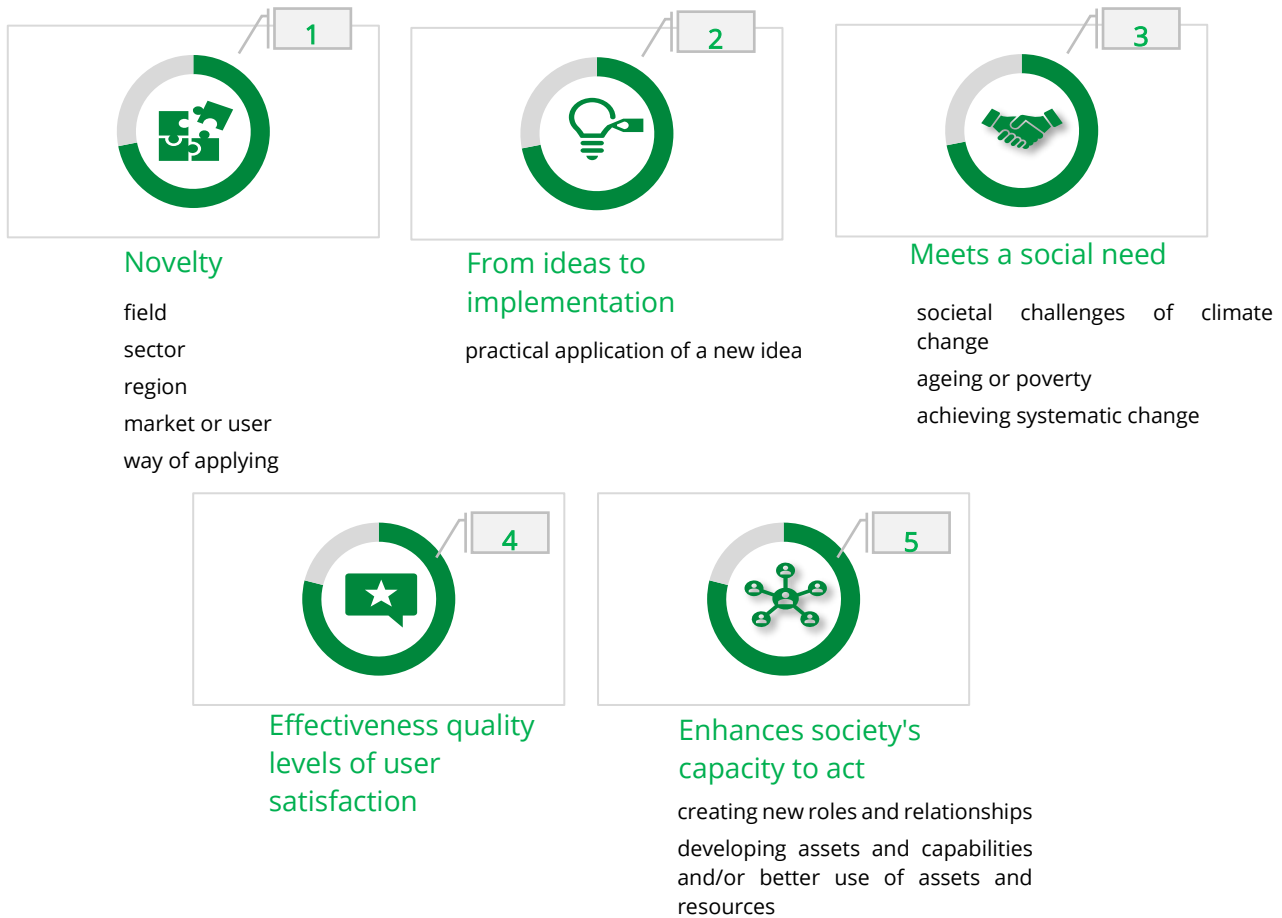 1
Novelty
field
sector
region
market or user
way of applying
2
From ideas to
implementation
practical application of a new idea
3
Meets a social need
societal challenges of climate
change
ageing or poverty
achieving systematic change
4
Effectiveness quality
levels of user
satisfaction
5
Enhances society's
capacity to act
creating new roles and relationships
developing assets and capabilities
and/or better use of assets and
resources